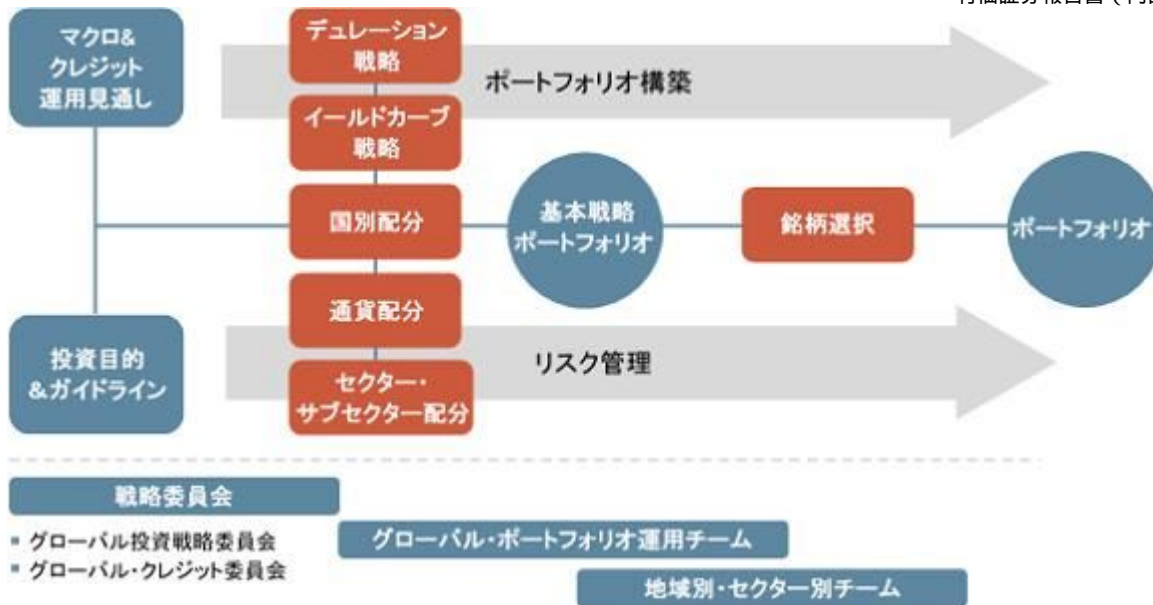 マクロ&
クレジット
運用見通し
デュレーション
戦略
ポートフォリオ構築
イールドカーブ
戦略
国別配分
基本戦略
ポートフォリオ
銘柄選択
ポートフォリオ
通貨配分
投資目的
&ガイドライン
リスク管理
セクター・
サブセクター配分
戦略委員会
▪ グローバル投資戦略委員会
▪ グローバル・クレジット委員会
グローバル・ポートフォリオ運用チーム
地域別・セクター別チーム